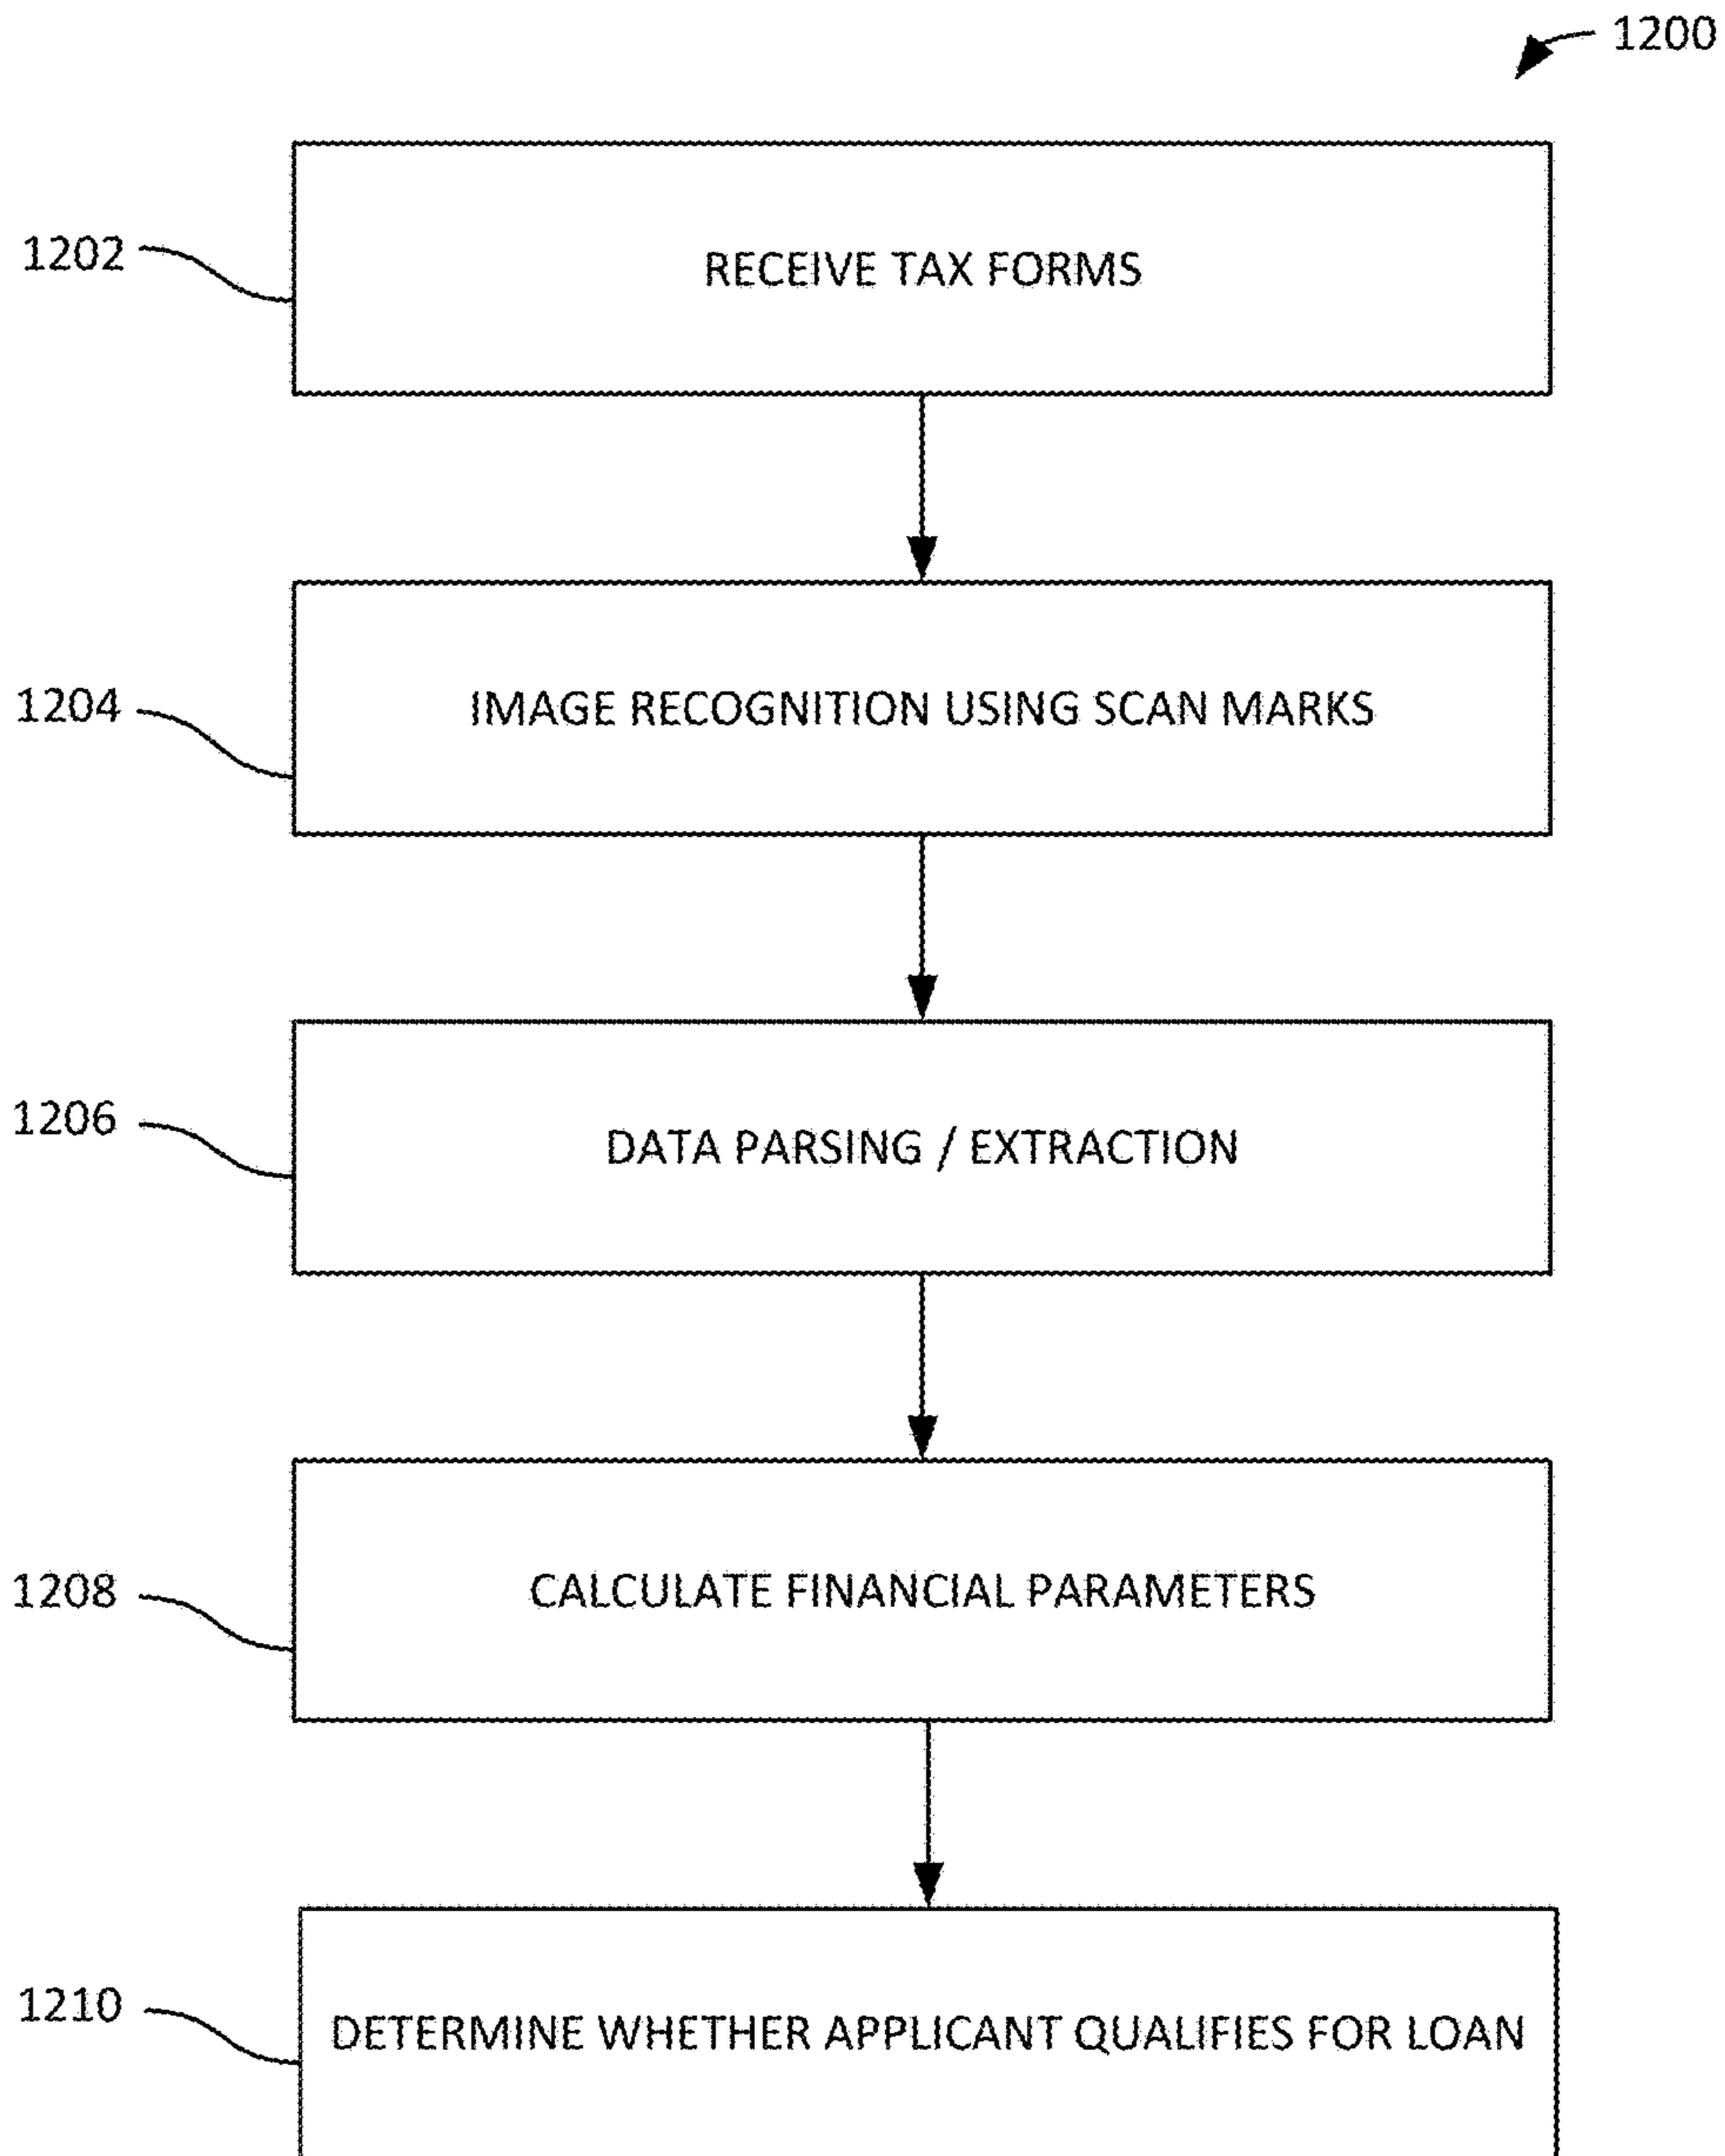 1200
1202
RECEIVE TAX FORMS
1204
IMAGE RECOGNITION USING SCAN MARKS
1206
DATA PARSING / EXTRACTION
1208
CALCULATE FINANCIAL PARAMETERS
1210
DETERMINE WHETHER APPLICANT QUALIFIES FOR LOAN